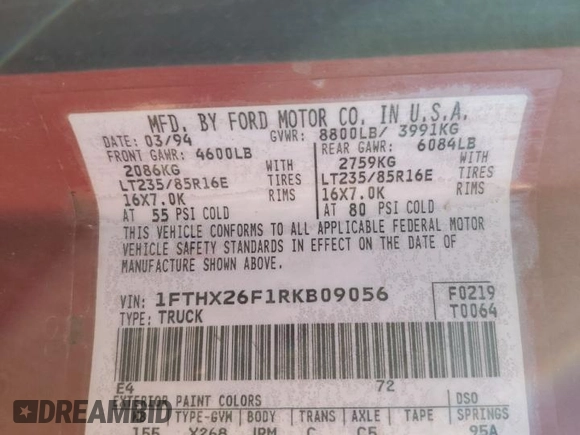 MFD. BY FORD MOTOR CO. IN U.S.A.
DATE: 03/94 GVWR: 8800LB/ 3991KG
FRONT GAWR: 4600LB REAR GAWR: 6084LB
2086KG WITH 2759KG WITH
LT235/85R16E TIRES LT235/85R16E TIRES
16X7.0K RIMS 16X7.0K RIMS
AT 55 PSI COLD AT 80 PSI COLD
THIS VEHICLE CONFORMS TO ALL APPLICABLE FEDERAL MOTOR
VEHICLE SAFETY STANDARDS IN EFFECT ON THE DATE OF
MANUFACTURE SHOWN ABOVE.
VIN: 1FTHX26F1RKB09056 F0219
TYPE: TRUCK T0064
E4 72
EXTERIOR PAINT COLORS DSO
TYPE-GVM BODY TRANS AXLE TAPE SPRINGS
155 X268 JPM C C5 95A
DREAMBID